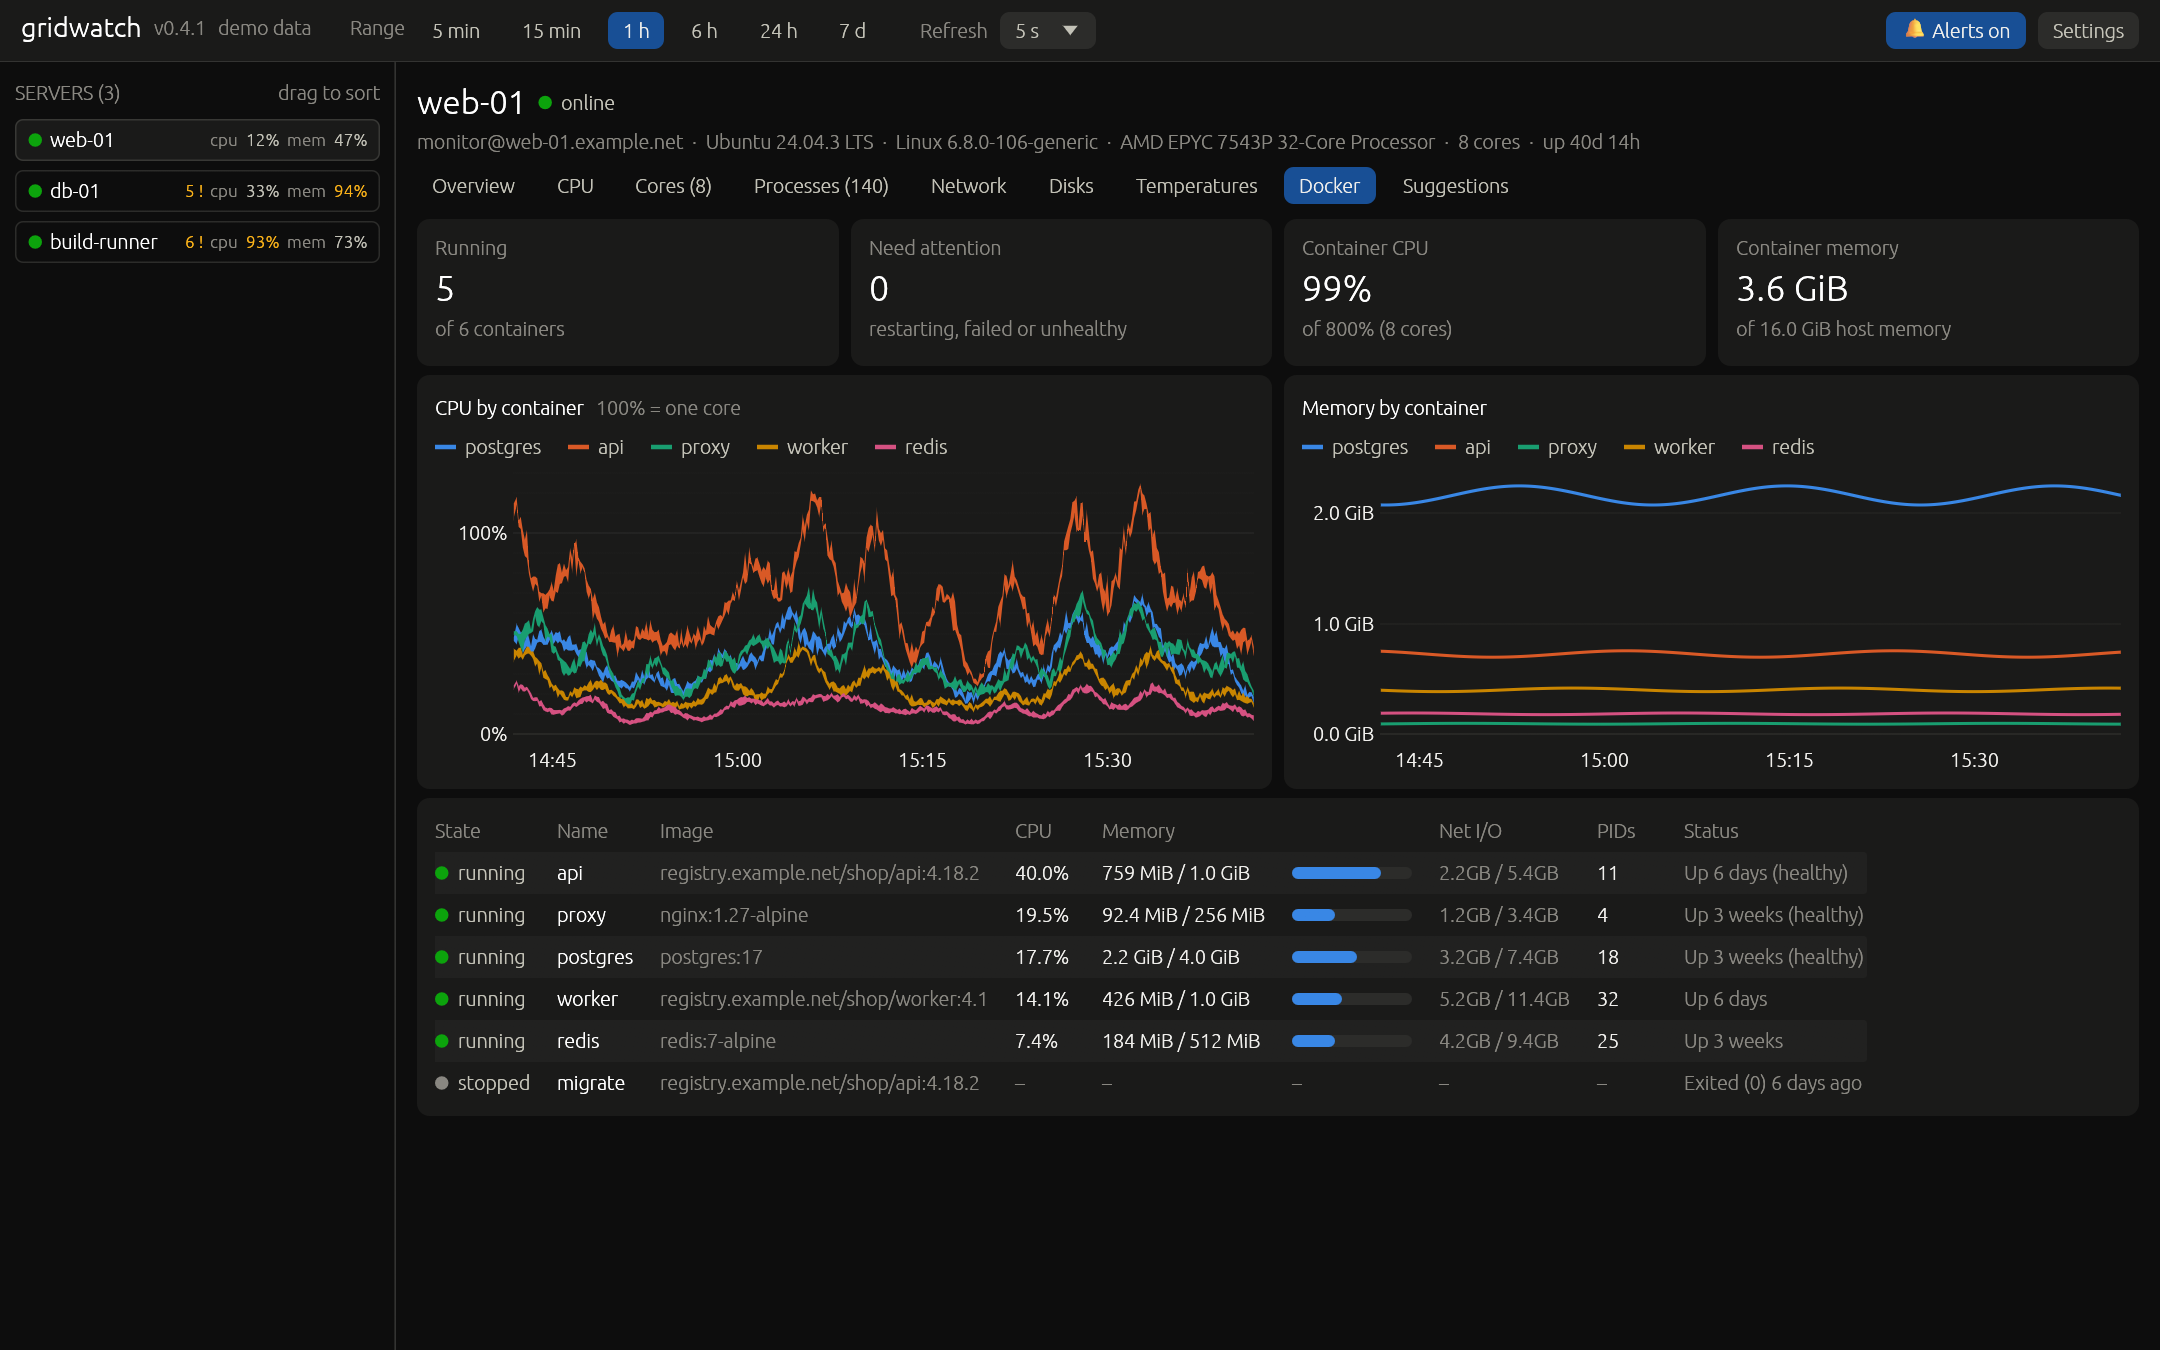 gridwatch v0.4.1 demo data Range 5 min 15 min 1 h 6 h 24 h 7 d Refresh 5 s 🔔 Alerts on Settings
SERVERS (3) drag to sort
web-01 cpu 12% mem 47%
db-01 5 ! cpu 33% mem 94%
build-runner 6 ! cpu 93% mem 73%
web-01 online
monitor@web-01.example.net · Ubuntu 24.04.3 LTS · Linux 6.8.0-106-generic · AMD EPYC 7543P 32-Core Processor · 8 cores · up 40d 14h
Overview CPU Cores (8) Processes (140) Network Disks Temperatures Docker Suggestions
Running
5
of 6 containers
Need attention
0
restarting, failed or unhealthy
Container CPU
99%
of 800% (8 cores)
Container memory
3.6 GiB
of 16.0 GiB host memory
CPU by container 100% = one core
postgres api proxy worker redis
100%
0%
14:45 15:00 15:15 15:30
Memory by container
postgres api proxy worker redis
2.0 GiB
1.0 GiB
0.0 GiB
14:45 15:00 15:15 15:30
State Name Image CPU Memory Net I/O PIDs Status
running api registry.example.net/shop/api:4.18.2 40.0% 759 MiB / 1.0 GiB 2.2GB / 5.4GB 11 Up 6 days (healthy)
running proxy nginx:1.27-alpine 19.5% 92.4 MiB / 256 MiB 1.2GB / 3.4GB 4 Up 3 weeks (healthy)
running postgres postgres:17 17.7% 2.2 GiB / 4.0 GiB 3.2GB / 7.4GB 18 Up 3 weeks (healthy)
running worker registry.example.net/shop/worker:4.1 14.1% 426 MiB / 1.0 GiB 5.2GB / 11.4GB 32 Up 6 days
running redis redis:7-alpine 7.4% 184 MiB / 512 MiB 4.2GB / 9.4GB 25 Up 3 weeks
stopped migrate registry.example.net/shop/api:4.18.2 – – – – – Exited (0) 6 days ago